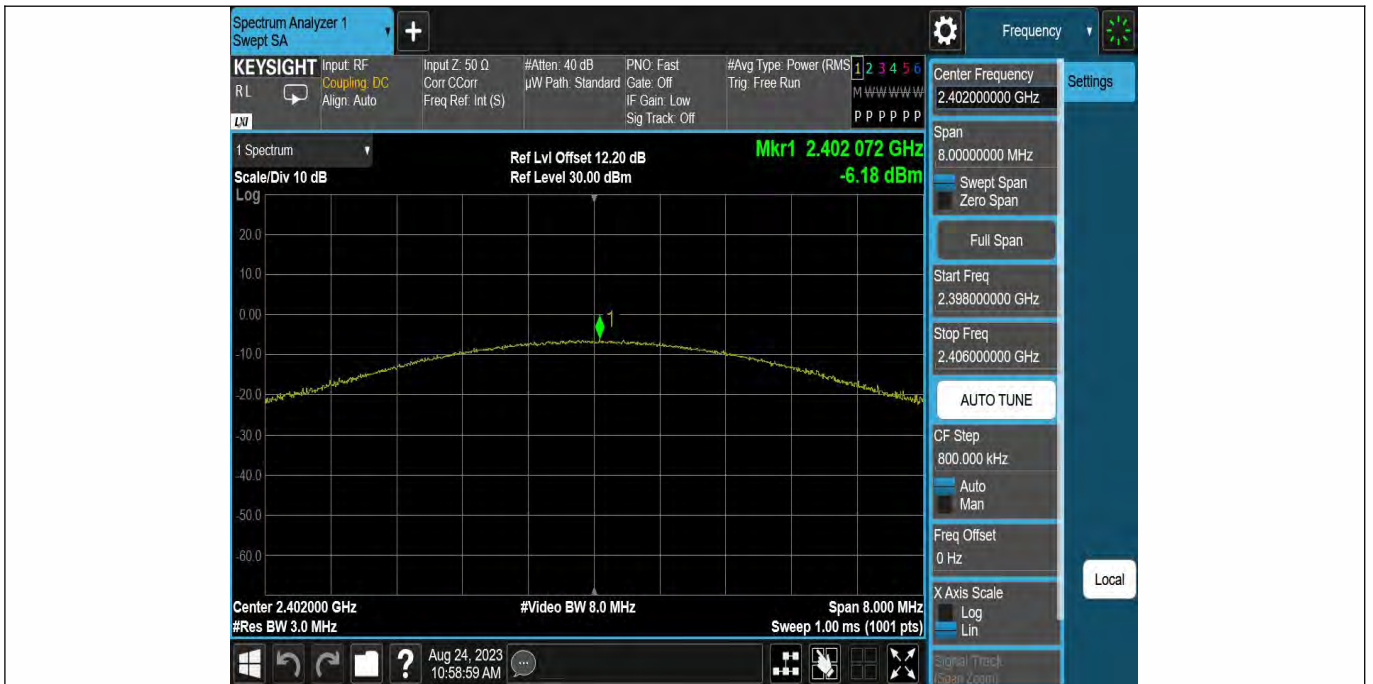 Spectrum Analyzer 1
Swept SA
Frequency
KEYSIGHT
RL
LXI
Input: RF
Coupling: DC
Align: Auto
Input Z: 50 Ω
Corr CCorr
Freq Ref: Int (S)
#Atten: 40 dB
µW Path: Standard
PNO: Fast
Gate: Off
IF Gain: Low
Sig Track: Off
#Avg Type: Power (RMS
Trig: Free Run
1 2 3 4 5 6
M W W W W W
P P P P P P
1 Spectrum
Scale/Div 10 dB
Log
Ref Lvl Offset 12.20 dB
Ref Level 30.00 dBm
Mkr1 2.402 072 GHz
-6.18 dBm
1
20.0
10.0
0.00
-10.0
-20.0
-30.0
-40.0
-50.0
-60.0
Center 2.402000 GHz
#Res BW 3.0 MHz
#Video BW 8.0 MHz
Span 8.000 MHz
Sweep 1.00 ms (1001 pts)
Aug 24, 2023
10:58:59 AM
Center Frequency
2.402000000 GHz
Settings
Span
8.00000000 MHz
Swept Span
Zero Span
Full Span
Start Freq
2.398000000 GHz
Stop Freq
2.406000000 GHz
AUTO TUNE
CF Step
800.000 kHz
Auto
Man
Freq Offset
0 Hz
X Axis Scale
Log
Lin
Signal Track
(Span Zoom)
Local